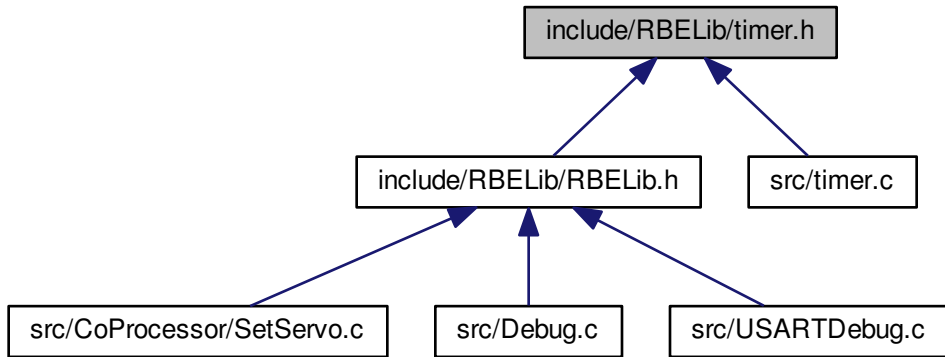 include/RBELib/timer.h
include/RBELib/RBELib.h
src/timer.c
src/CoProcessor/SetServo.c
src/Debug.c
src/USARTDebug.c